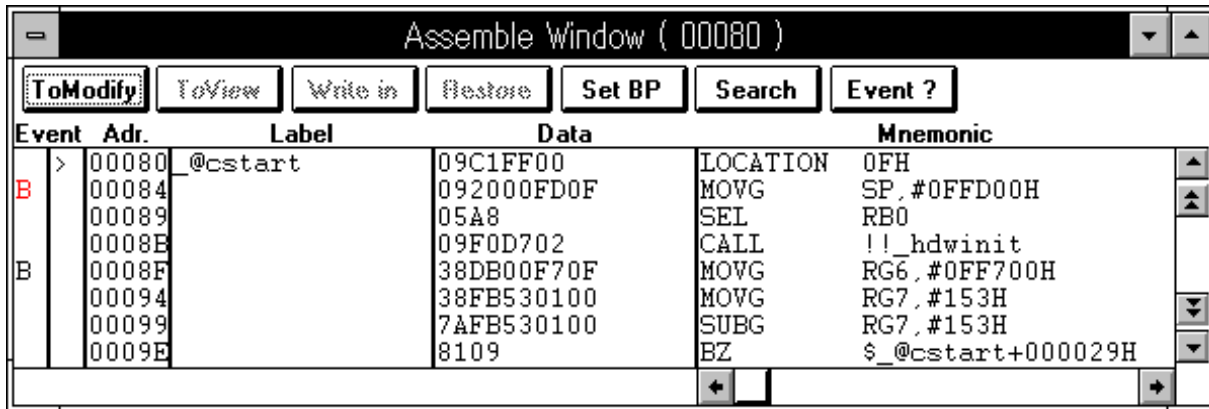 Assemble Window ( 00080 )
ToModify ToView Write in Restore Set BP Search Event ?
Event Adr. Label Data Mnemonic
> 00080 _@cstart 09C1FF00 LOCATION 0FH
B 00084 092000FD0F MOVG SP,#0FFD00H
00089 05A8 SEL RB0
0008B 09F0D702 CALL !!_hdwinit
B 0008F 38DB00F70F MOVG RG6,#0FF700H
00094 38FB530100 MOVG RG7,#153H
00099 7AFB530100 SUBG RG7,#153H
0009E 8109 BZ $_@cstart+000029H